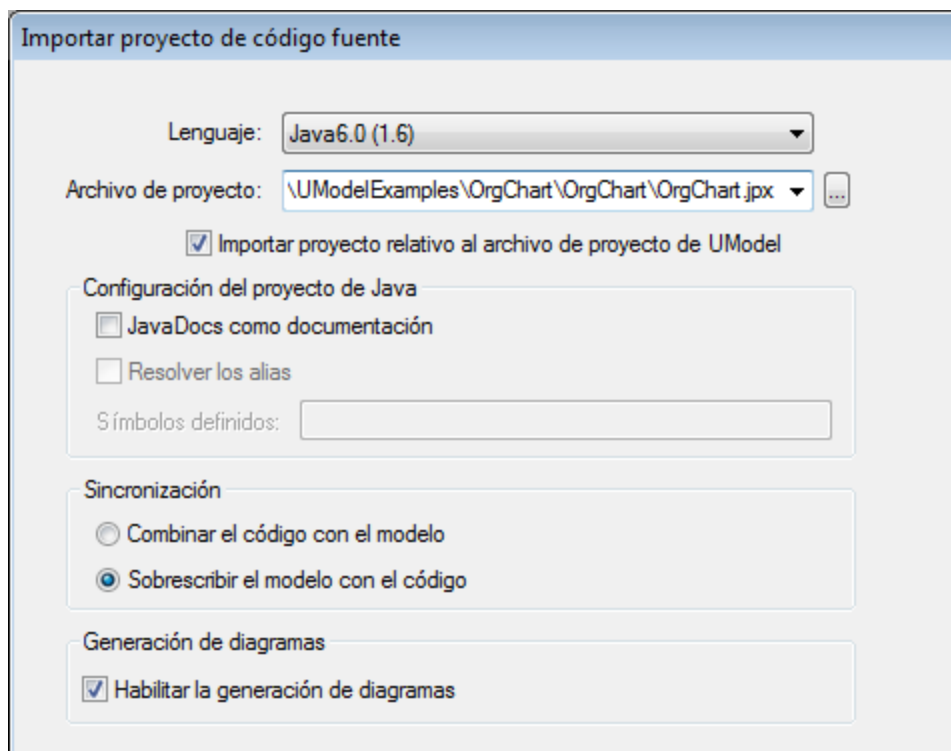 Importar proyecto de código fuente
Lenguaje: Java6.0 (1.6)
Archivo de proyecto: \UModelExamples\OrgChart\OrgChart\OrgChart.jpx ...
Importar proyecto relativo al archivo de proyecto de UModel
Configuración del proyecto de Java
JavaDocs como documentación
Resolver los alias
Símbolos definidos:
Sincronización
Combinar el código con el modelo
Sobrescribir el modelo con el código
Generación de diagramas
Habilitar la generación de diagramas